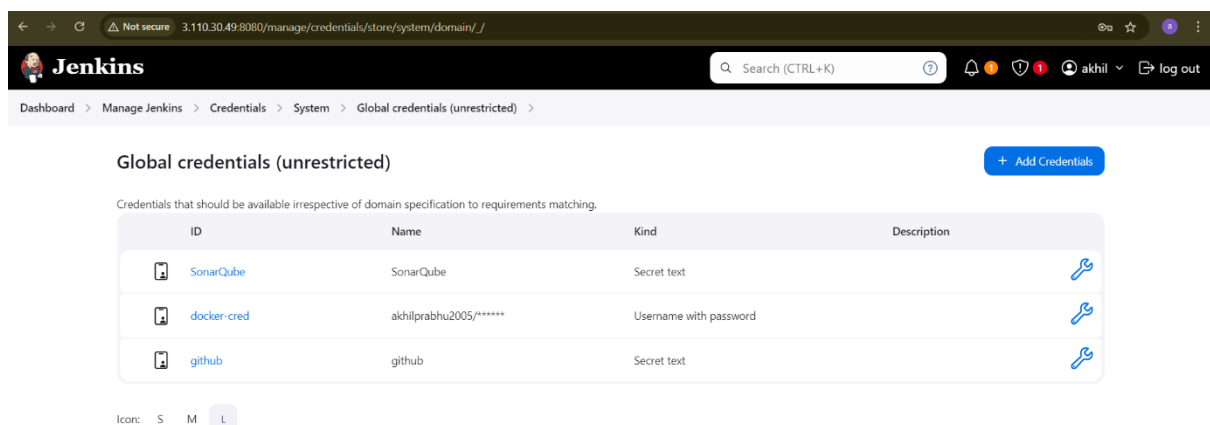 Not secure 3.110.30.49:8080/manage/credentials/store/system/domain/_/ a
Jenkins Search (CTRL+K) ? 1 1 akhil log out
Dashboard > Manage Jenkins > Credentials > System > Global credentials (unrestricted) >
Global credentials (unrestricted) + Add Credentials
Credentials that should be available irrespective of domain specification to requirements matching.
ID Name Kind Description
SonarQube SonarQube Secret text
docker-cred akhilprabhu2005/****** Username with password
github github Secret text
Icon: S M L